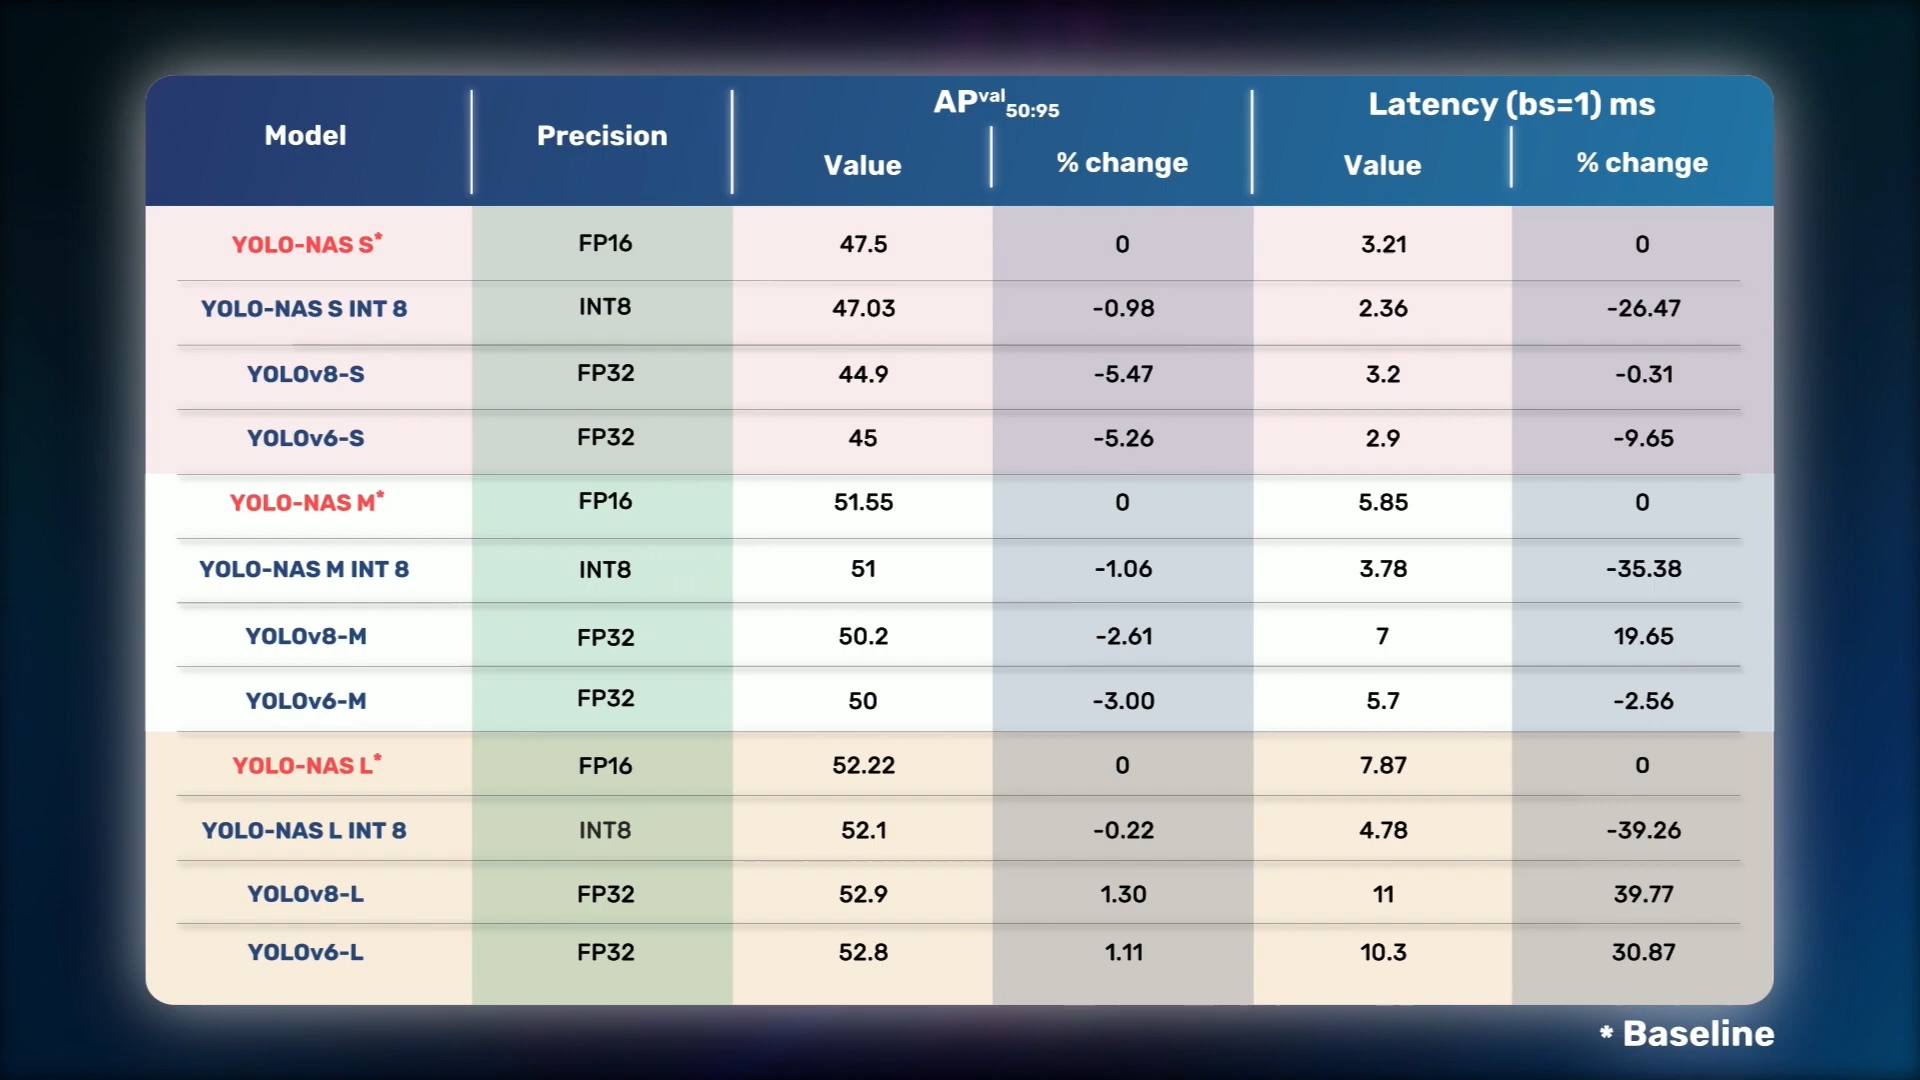 Model Precision APval50:95 Latency (bs=1) ms
Value % change Value % change
YOLO-NAS S* FP16 47.5 0 3.21 0
YOLO-NAS S INT 8 INT8 47.03 -0.98 2.36 -26.47
YOLOv8-S FP32 44.9 -5.47 3.2 -0.31
YOLOv6-S FP32 45 -5.26 2.9 -9.65
YOLO-NAS M* FP16 51.55 0 5.85 0
YOLO-NAS M INT 8 INT8 51 -1.06 3.78 -35.38
YOLOv8-M FP32 50.2 -2.61 7 19.65
YOLOv6-M FP32 50 -3.00 5.7 -2.56
YOLO-NAS L* FP16 52.22 0 7.87 0
YOLO-NAS L INT 8 INT8 52.1 -0.22 4.78 -39.26
YOLOv8-L FP32 52.9 1.30 11 39.77
YOLOv6-L FP32 52.8 1.11 10.3 30.87
* Baseline